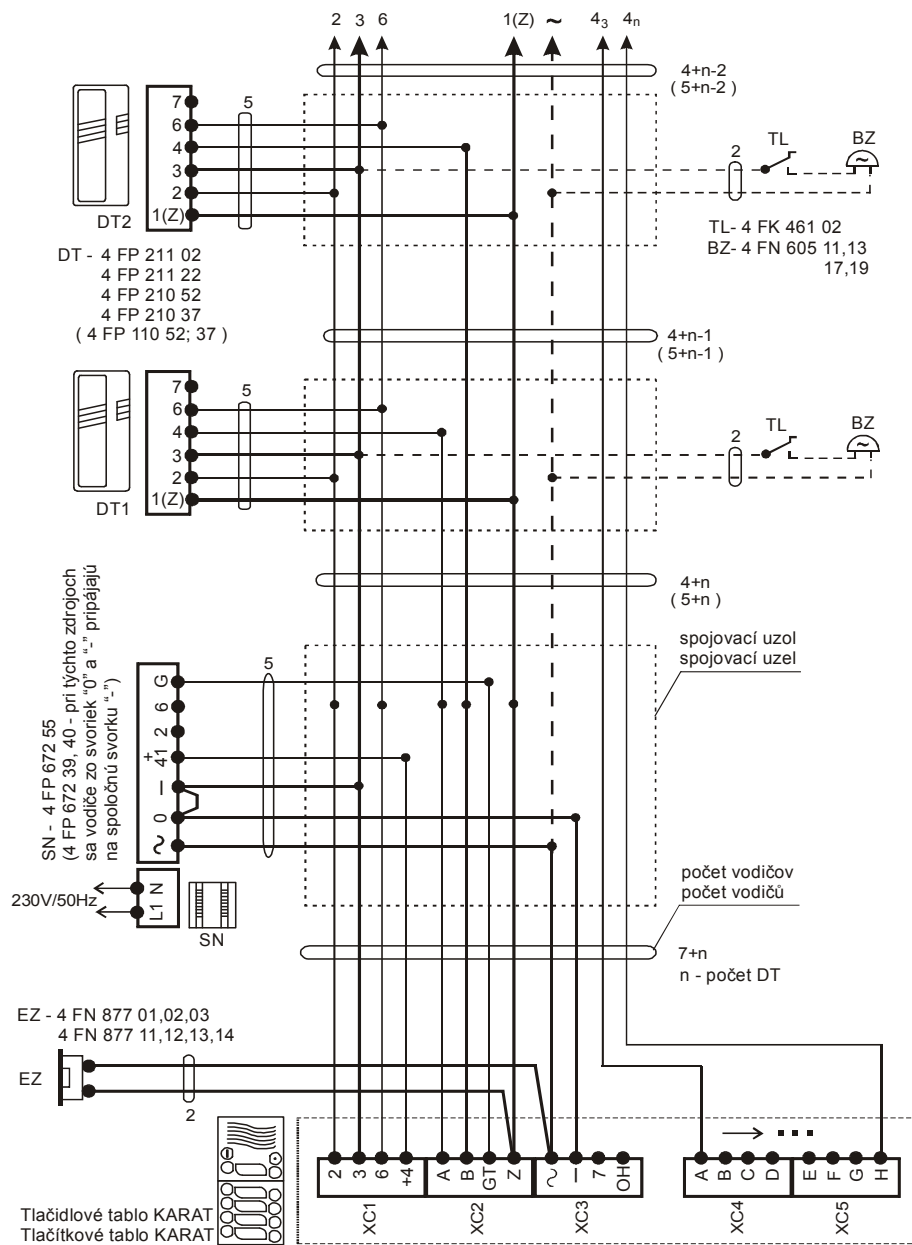 2 3 6 1(Z) ~ 4₃ 4n
4+n-2
( 5+n-2 )
7
6
4
3
2
1(Z)
5
DT2
2
TL
BZ
~
TL- 4 FK 461 02
BZ- 4 FN 605 11,13
17,19
DT - 4 FP 211 02
4 FP 211 22
4 FP 210 52
4 FP 210 37
( 4 FP 110 52; 37 )
4+n-1
( 5+n-1 )
7
6
4
3
2
1(Z)
5
DT1
2
TL
BZ
~
4+n
( 5+n )
spojovací uzol
spojovací uzel
SN - 4 FP 672 55
(4 FP 672 39, 40 - pri týchto zdrojoch
sa vodiče zo svoriek "0" a "-" pripájajú
na spoločnú svorku "-")
G
6
2
+41
–
0
~
5
L1 N
230V/50Hz
SN
počet vodičov
počet vodičů
7+n
n - počet DT
EZ - 4 FN 877 01,02,03
4 FN 877 11,12,13,14
EZ
2
2 3 6 +4 A B GT Z ~ – 7 OH A B C D E F G H
XC1 XC2 XC3 XC4 XC5
Tlačidlové tablo KARAT
Tlačítkové tablo KARAT